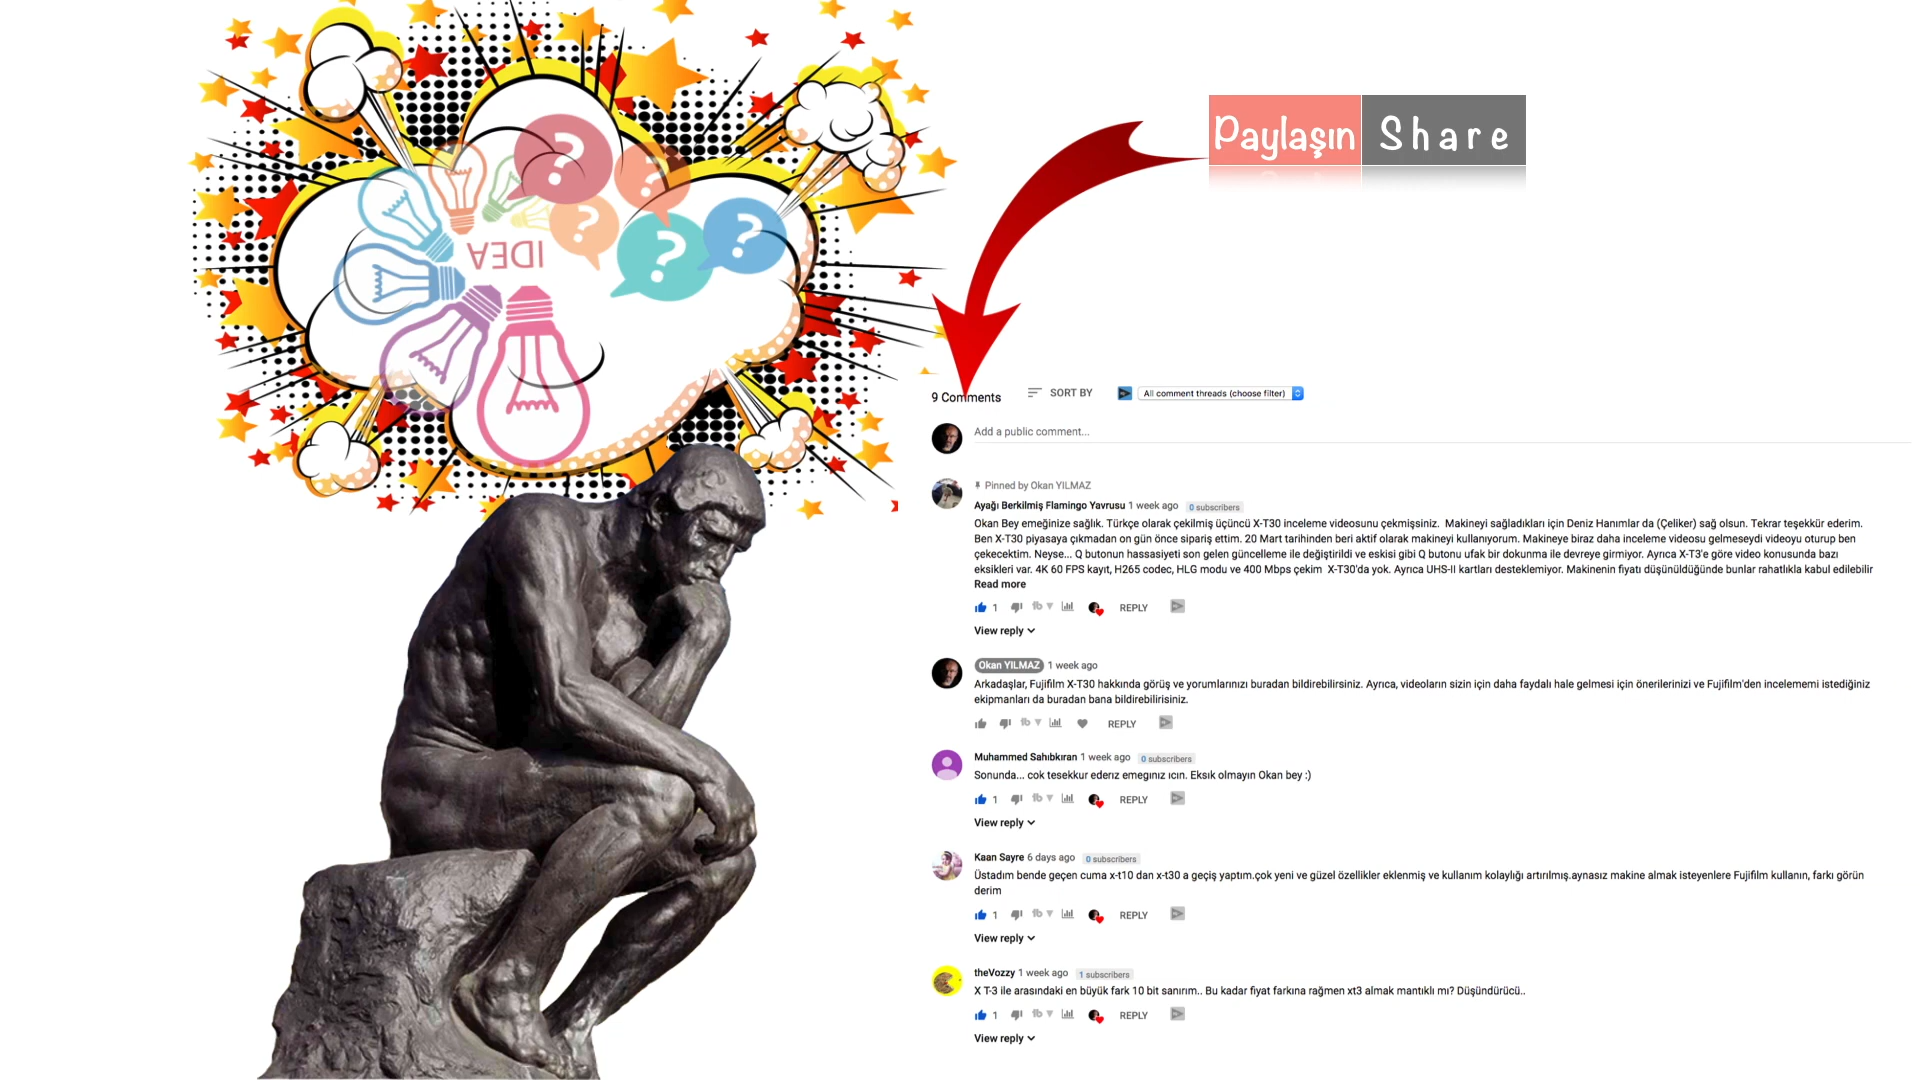 Paylaşın Share
IDEA
? ? ? ? ?
9 Comments SORT BY All comment threads (choose filter)
Add a public comment...
Pinned by Okan YILMAZ
Ayağı Berkilmiş Flamingo Yavrusu 1 week ago 0 subscribers
Okan Bey emeğinize sağlık. Türkçe olarak çekilmiş üçüncü X-T30 inceleme videosunu çekmişsiniz. Makineyi sağladıkları için Deniz Hanımlar da (Çeliker) sağ olsun. Tekrar teşekkür ederim.
Ben X-T30 piyasaya çıkmadan on gün önce sipariş ettim. 20 Mart tarihinden beri aktif olarak makineyi kullanıyorum. Makineye biraz daha inceleme videosu gelmeseydi videoyu oturup ben
çekecektim. Neyse... Q butonun hassasiyeti son gelen güncelleme ile değiştirildi ve eskisi gibi Q butonu ufak bir dokunma ile devreye girmiyor. Ayrıca X-T3'e göre video konusunda bazı
eksikleri var. 4K 60 FPS kayıt, H265 codec, HLG modu ve 400 Mbps çekim X-T30'da yok. Ayrıca UHS-II kartları desteklemiyor. Makinenin fiyatı düşünüldüğünde bunlar rahatlıkla kabul edilebilir
Read more
1 REPLY
View reply
Okan YILMAZ 1 week ago
Arkadaşlar, Fujifilm X-T30 hakkında görüş ve yorumlarınızı buradan bildirebilirsiniz. Ayrıca, videoların sizin için daha faydalı hale gelmesi için önerilerinizi ve Fujifilm'den incelememi istediğiniz
ekipmanları da buradan bana bildirebilirisiniz.
REPLY
Muhammed Sahıbkıran 1 week ago 0 subscribers
Sonunda... cok tesekkur ederız emegınız ıcın. Eksık olmayın Okan bey :)
1 REPLY
View reply
Kaan Sayre 6 days ago 0 subscribers
Üstadım bende geçen cuma x-t10 dan x-t30 a geçiş yaptım.çok yeni ve güzel özellikler eklenmiş ve kullanım kolaylığı artırılmış.aynasız makine almak isteyenlere Fujifilm kullanın, farkı görün
derim
1 REPLY
View reply
theVozzy 1 week ago 1 subscribers
X T-3 ile arasındaki en büyük fark 10 bit sanırım.. Bu kadar fiyat farkına rağmen xt3 almak mantıklı mı? Düşündürücü..
1 REPLY
View reply